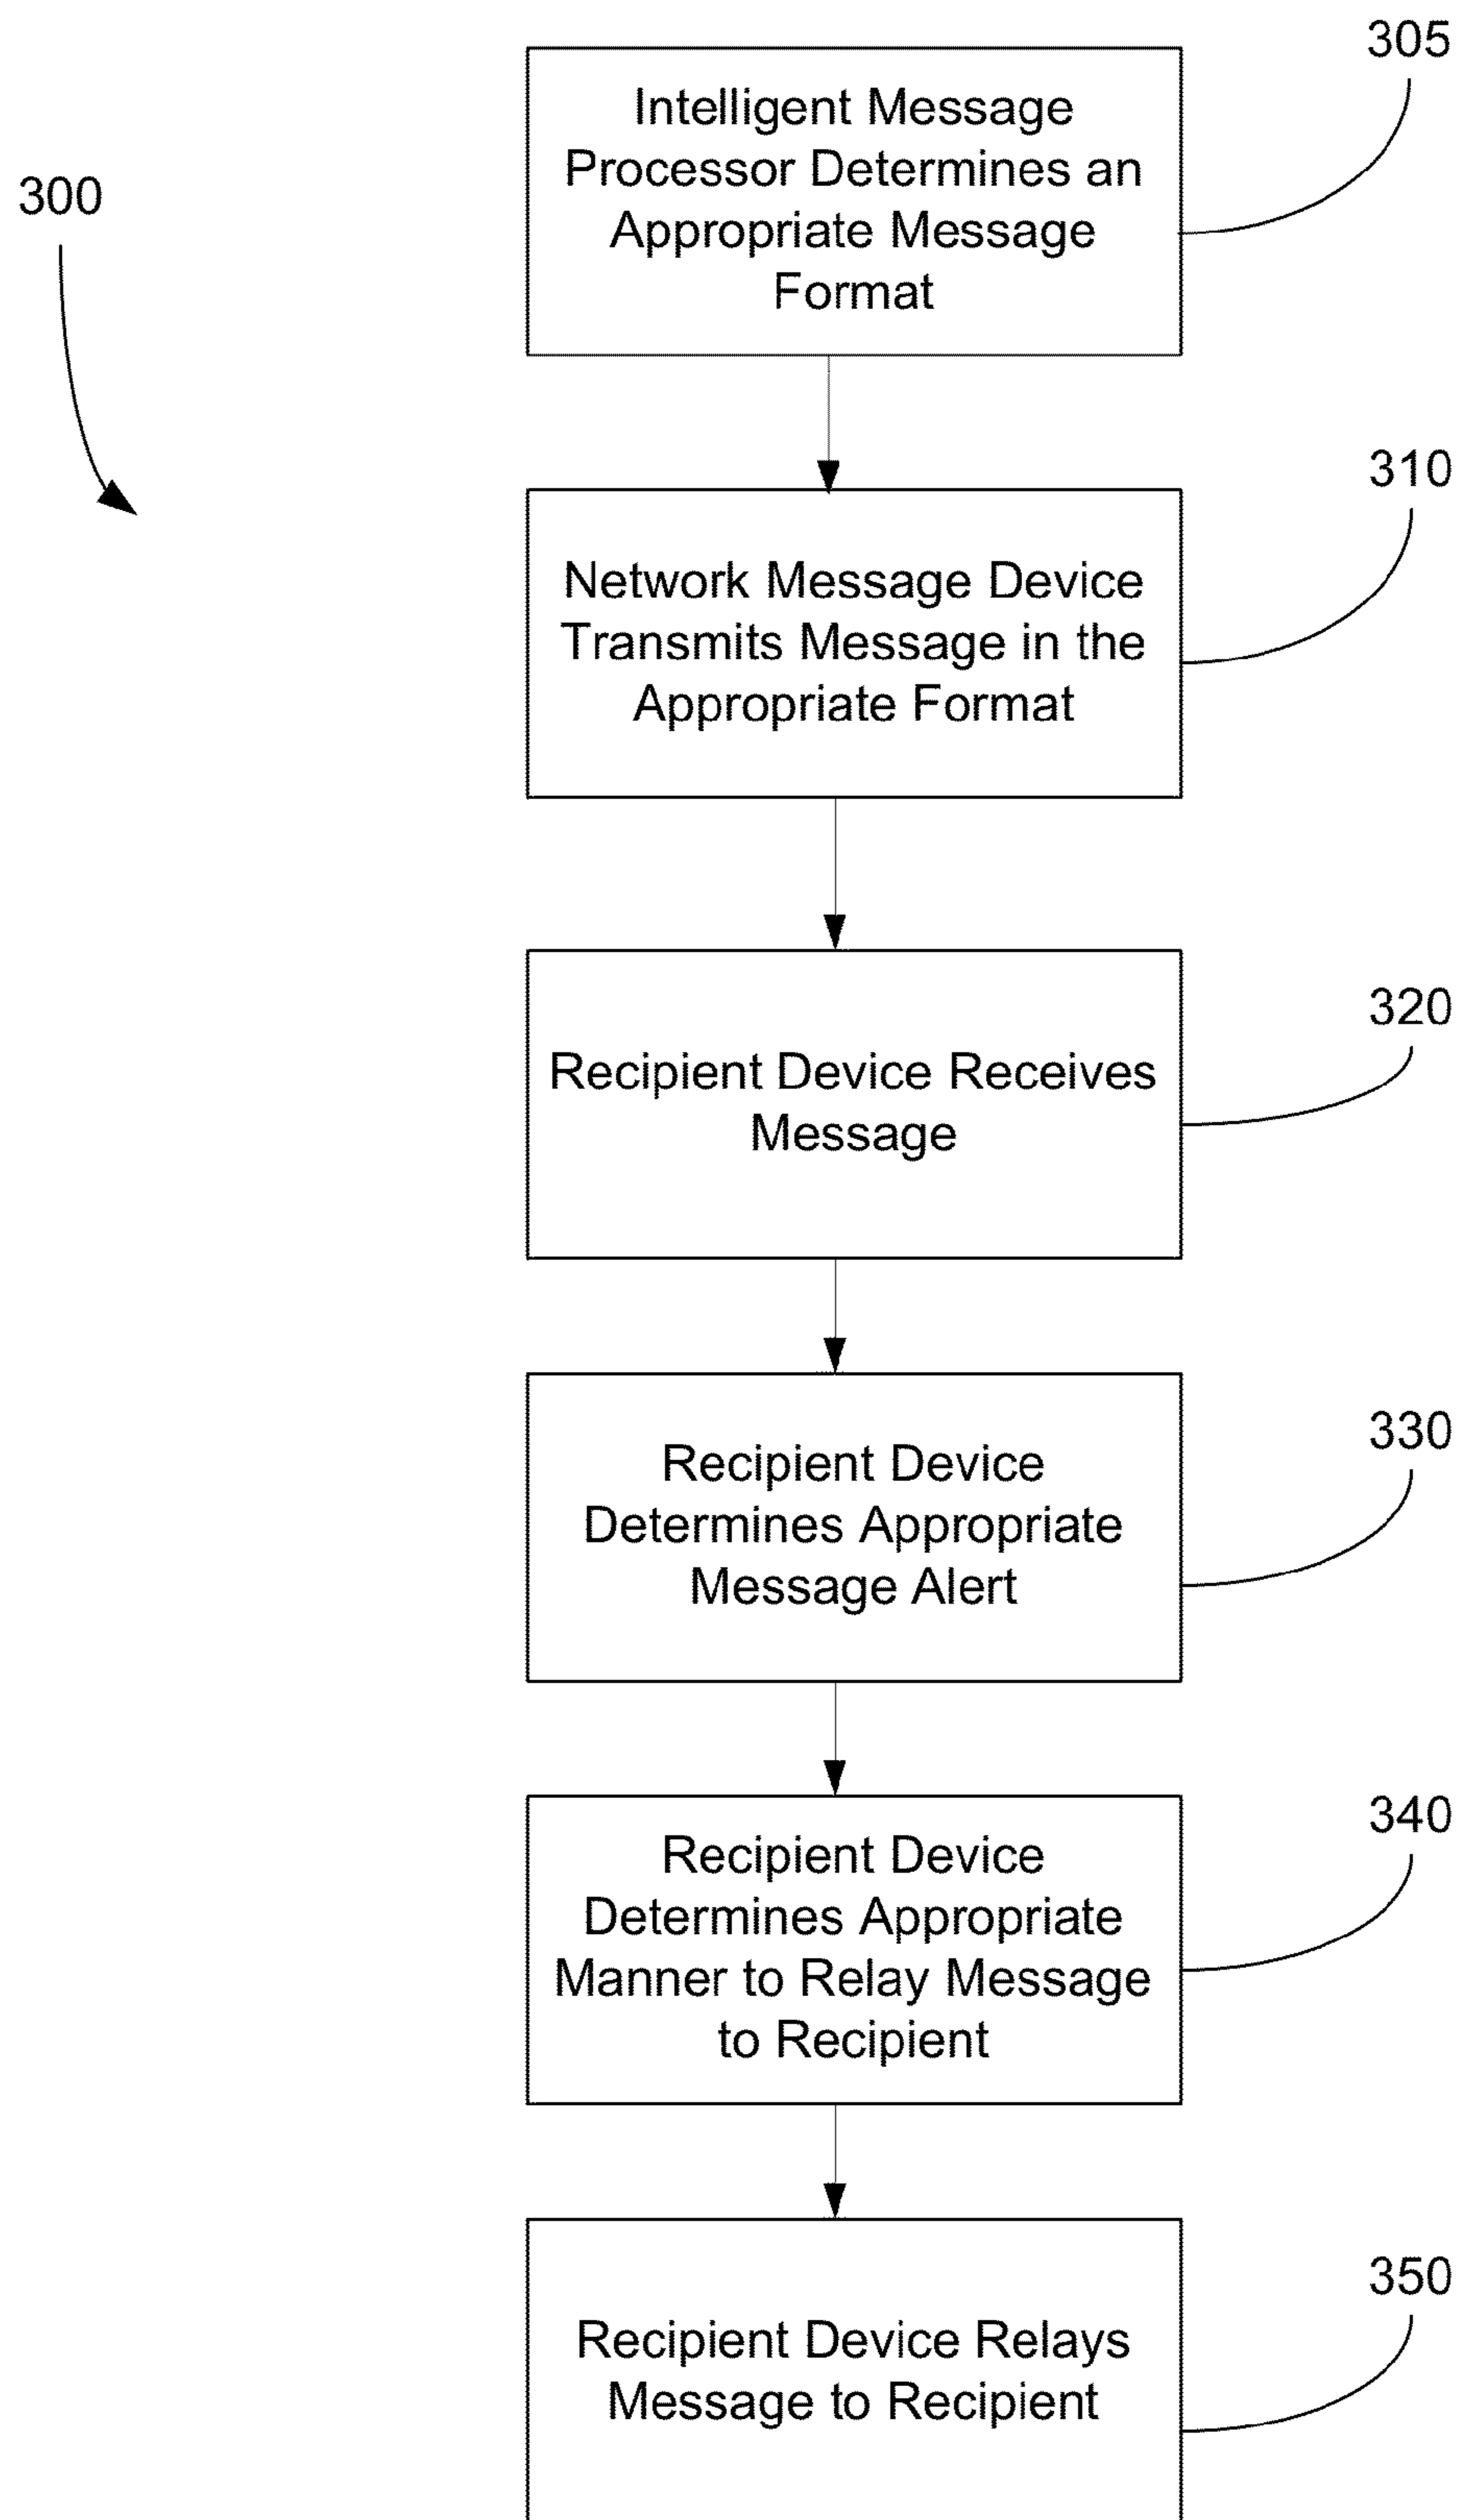 305
Intelligent Message
Processor Determines an
Appropriate Message
Format
300
310
Network Message Device
Transmits Message in the
Appropriate Format
320
Recipient Device Receives
Message
330
Recipient Device
Determines Appropriate
Message Alert
340
Recipient Device
Determines Appropriate
Manner to Relay Message
to Recipient
350
Recipient Device Relays
Message to Recipient